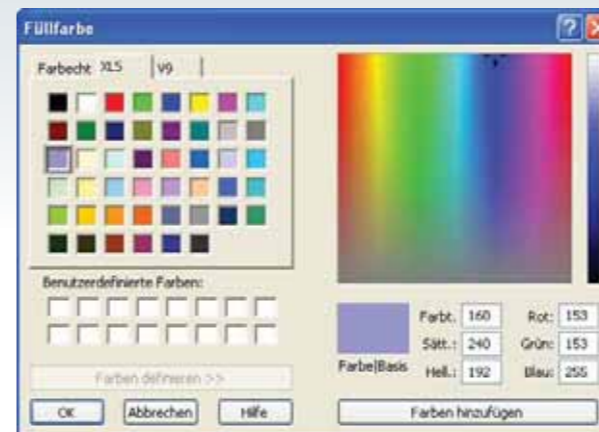 Füllfarbe
Farbecht XLS V9
Benutzerdefinierte Farben:
Farben definieren >>
OK Abbrechen Hilfe
Farbe|Basis
Farbt. 160 Rot: 153
Sätt.: 240 Grün: 153
Hell.: 192 Blau: 255
Farben hinzufügen